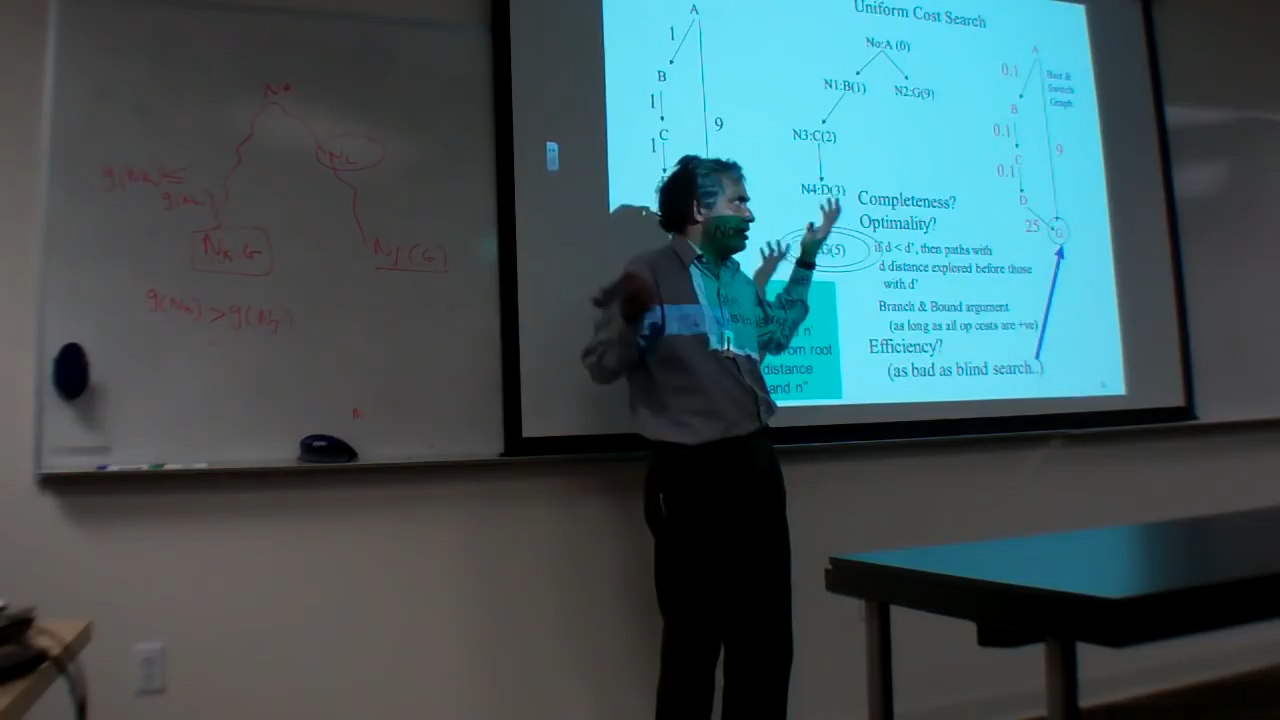 N0
NL
g(Nk) ≤
g(NL)
Nk G
Nj(G)
g(Nk) > g(Nj)
Uniform Cost Search
A
1
B
1
C
1
9
No:A (0)
N1:B(1)
N2:G(9)
N3:C(2)
N4:D(3)
G(5)
Completeness?
Optimality?
if d < d', then paths with
d distance explored before those
with d'
Branch & Bound argument
(as long as all op costs are +ve)
Efficiency?
(as bad as blind search..)
n
from root
distance
and n"
A
0.1
Bait &
Switch
Graph
B
0.1
C
9
0.1
D
25
G